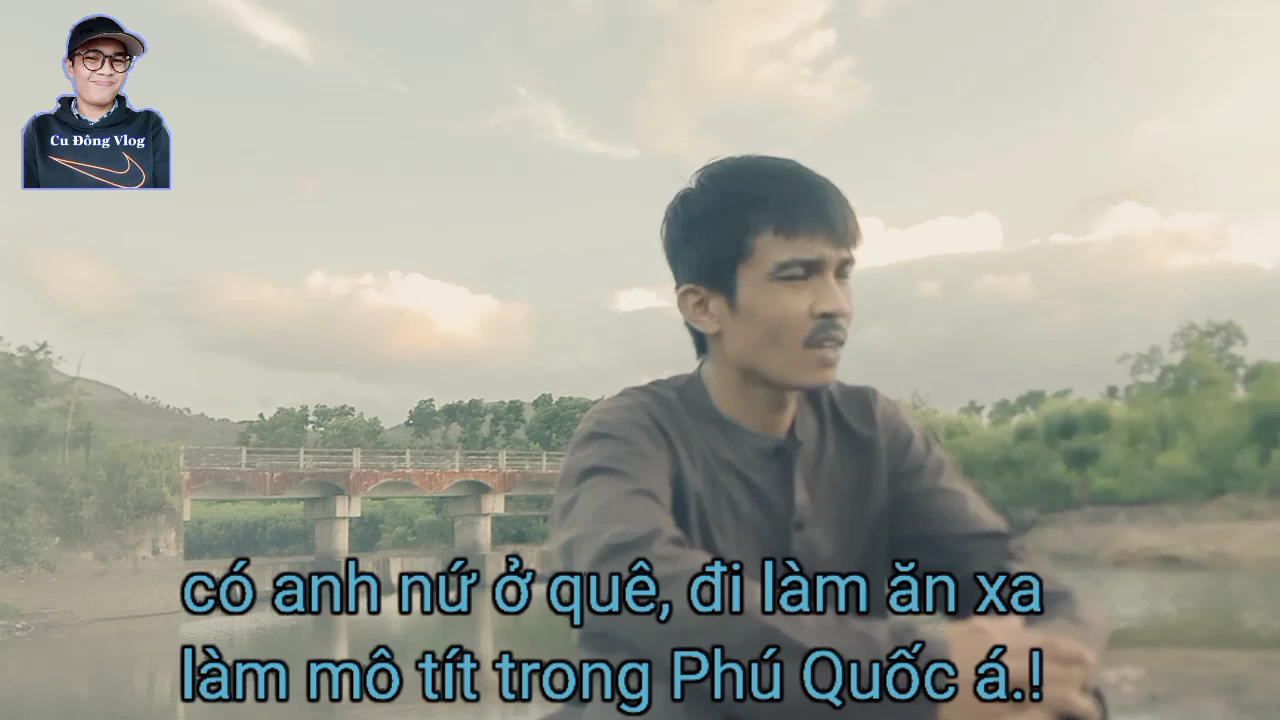 Cu Đông Vlog
có anh nứ ở quê, đi làm ăn xa
làm mô tít trong Phú Quốc á.!